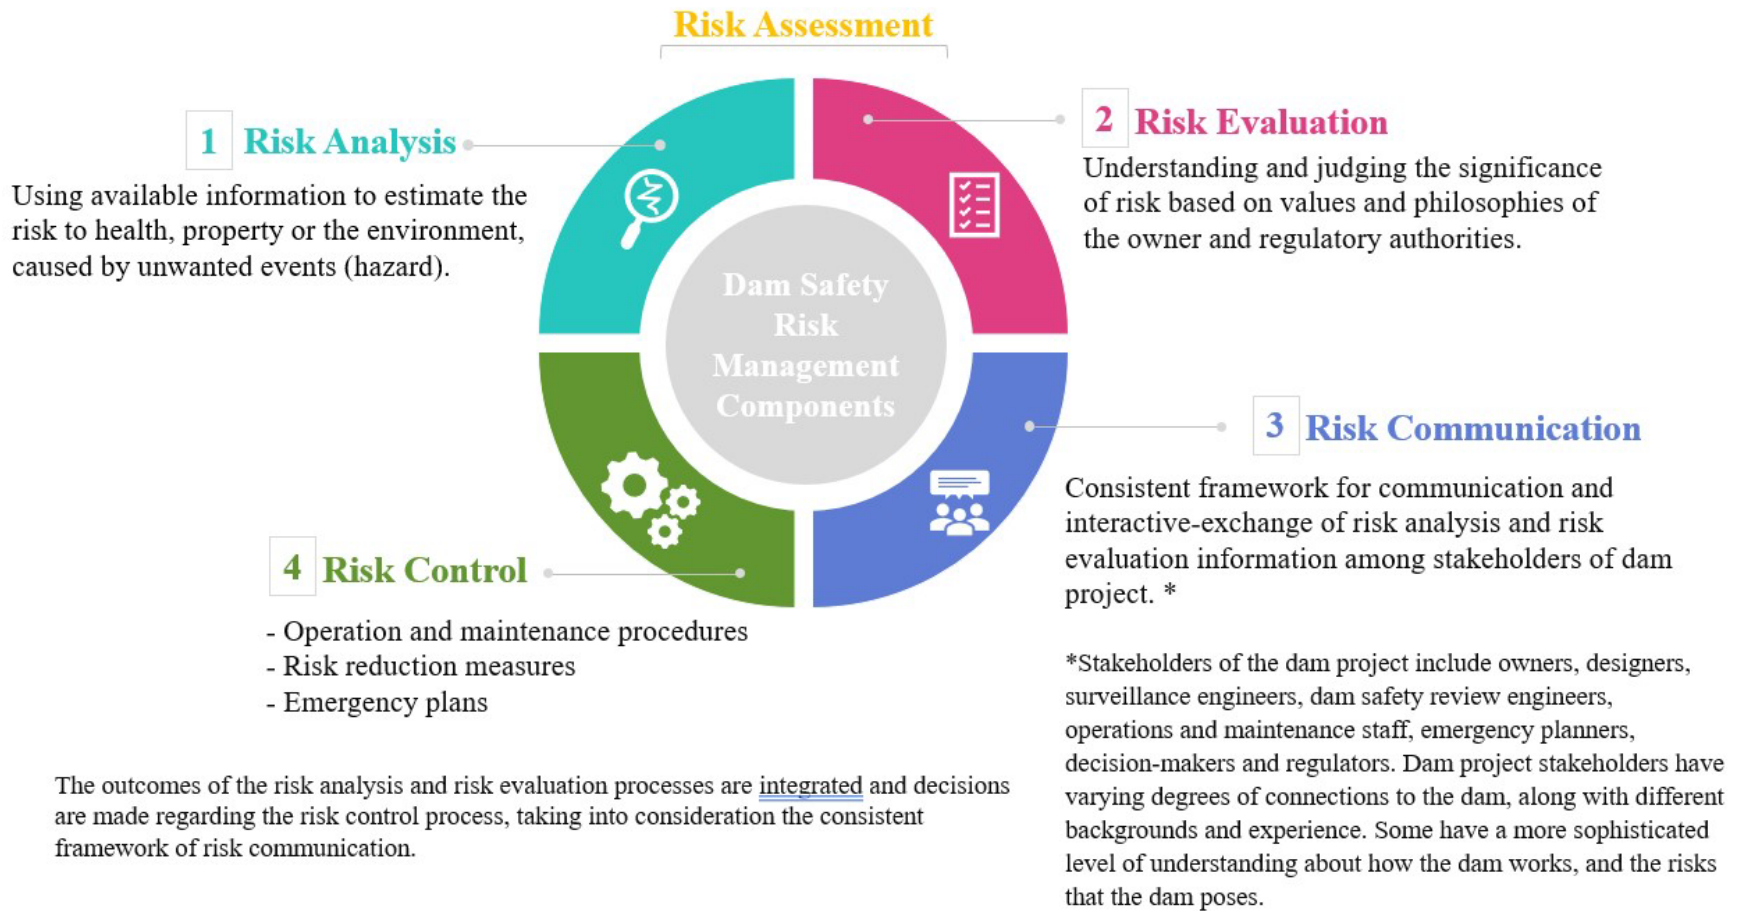 Risk Assessment
1 Risk Analysis
Using available information to estimate the
risk to health, property or the environment,
caused by unwanted events (hazard).
2 Risk Evaluation
Understanding and judging the significance
of risk based on values and philosophies of
the owner and regulatory authorities.
Dam Safety
Risk
Management
Components
3 Risk Communication
Consistent framework for communication and
interactive-exchange of risk analysis and risk
evaluation information among stakeholders of dam
project. *
*Stakeholders of the dam project include owners, designers,
surveillance engineers, dam safety review engineers,
operations and maintenance staff, emergency planners,
decision-makers and regulators. Dam project stakeholders have
varying degrees of connections to the dam, along with different
backgrounds and experience. Some have a more sophisticated
level of understanding about how the dam works, and the risks
that the dam poses.
4 Risk Control
- Operation and maintenance procedures
- Risk reduction measures
- Emergency plans
The outcomes of the risk analysis and risk evaluation processes are integrated and decisions
are made regarding the risk control process, taking into consideration the consistent
framework of risk communication.